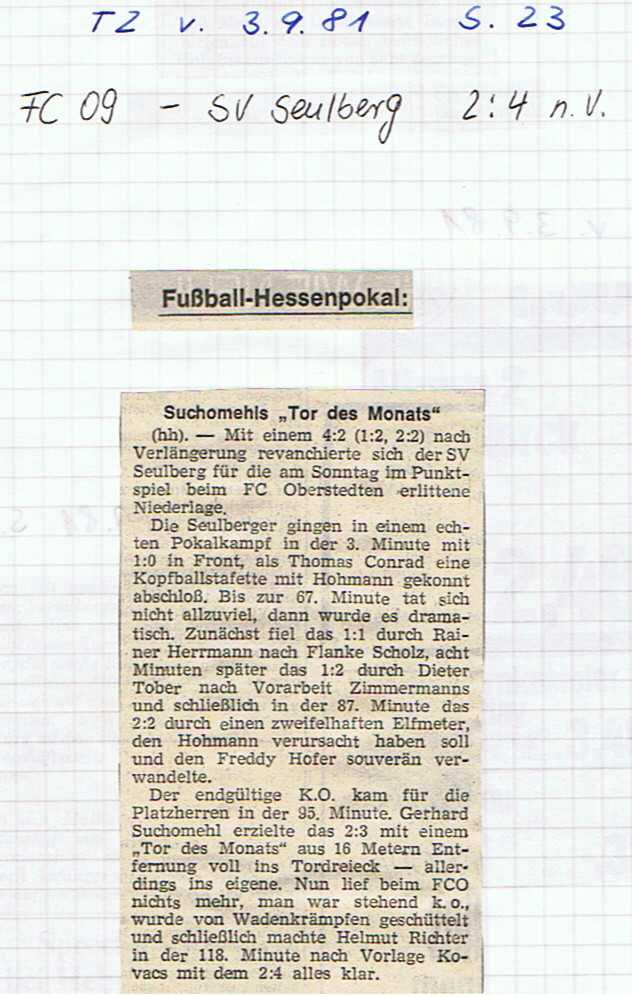 TZ v. 3.9.81 S. 23
FC 09 - SV Seulberg 2:4 n.V.
v. 3.9.81
Fußball-Hessenpokal:
Suchomehls „Tor des Monats“
(hh). — Mit einem 4:2 (1:2, 2:2) nach
Verlängerung revanchierte sich der SV
Seulberg für die am Sonntag im Punkt-
spiel beim FC Oberstedten erlittene
Niederlage.
Die Seulberger gingen in einem ech-
ten Pokalkampf in der 3. Minute mit
1:0 in Front, als Thomas Conrad eine
Kopfballstafette mit Hohmann gekonnt
abschloß. Bis zur 67. Minute tat sich
nicht allzuviel, dann wurde es drama-
tisch. Zunächst fiel das 1:1 durch Rai-
ner Herrmann nach Flanke Scholz, acht
Minuten später das 1:2 durch Dieter
Tober nach Vorarbeit Zimmermanns
und schließlich in der 87. Minute das
2:2 durch einen zweifelhaften Elfmeter,
den Hohmann verursacht haben soll
und den Freddy Hofer souverän ver-
wandelte.
Der endgültige K.O. kam für die
Platzherren in der 95. Minute. Gerhard
Suchomehl erzielte das 2:3 mit einem
„Tor des Monats“ aus 16 Metern Ent-
fernung voll ins Tordreieck — aller-
dings ins eigene. Nun lief beim FCO
nichts mehr, man war stehend k. o.,
wurde von Wadenkrämpfen geschüttelt
und schließlich machte Helmut Richter
in der 118. Minute nach Vorlage Ko-
vacs mit dem 2:4 alles klar.